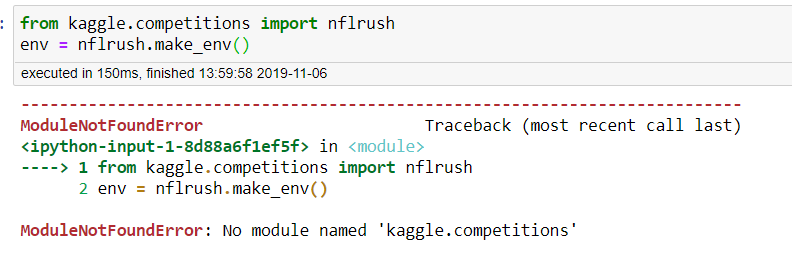 : from kaggle.competitions import nflrush
env = nflrush.make_env()
executed in 150ms, finished 13:59:58 2019-11-06
---------------------------------------------------------------------------
ModuleNotFoundError                       Traceback (most recent call last)
<ipython-input-1-8d88a6f1ef5f> in <module>
----> 1 from kaggle.competitions import nflrush
      2 env = nflrush.make_env()
ModuleNotFoundError: No module named 'kaggle.competitions'